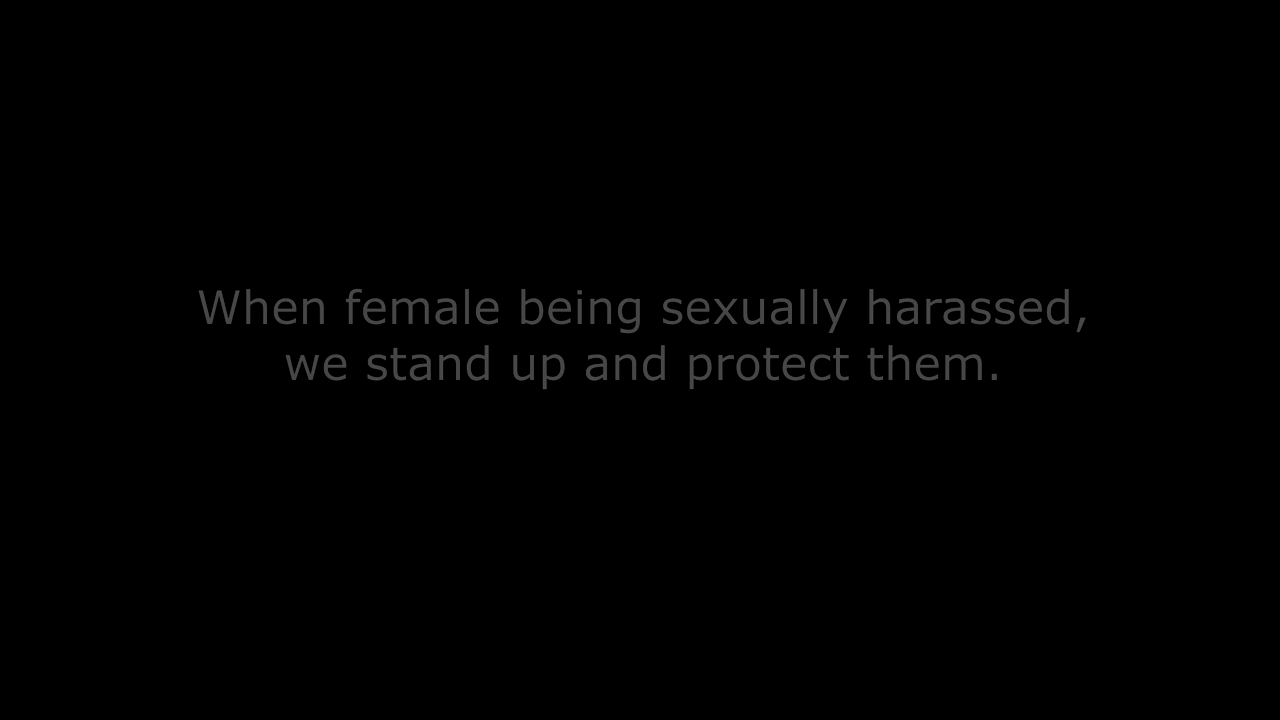 When female being sexually harassed,
we stand up and protect them.